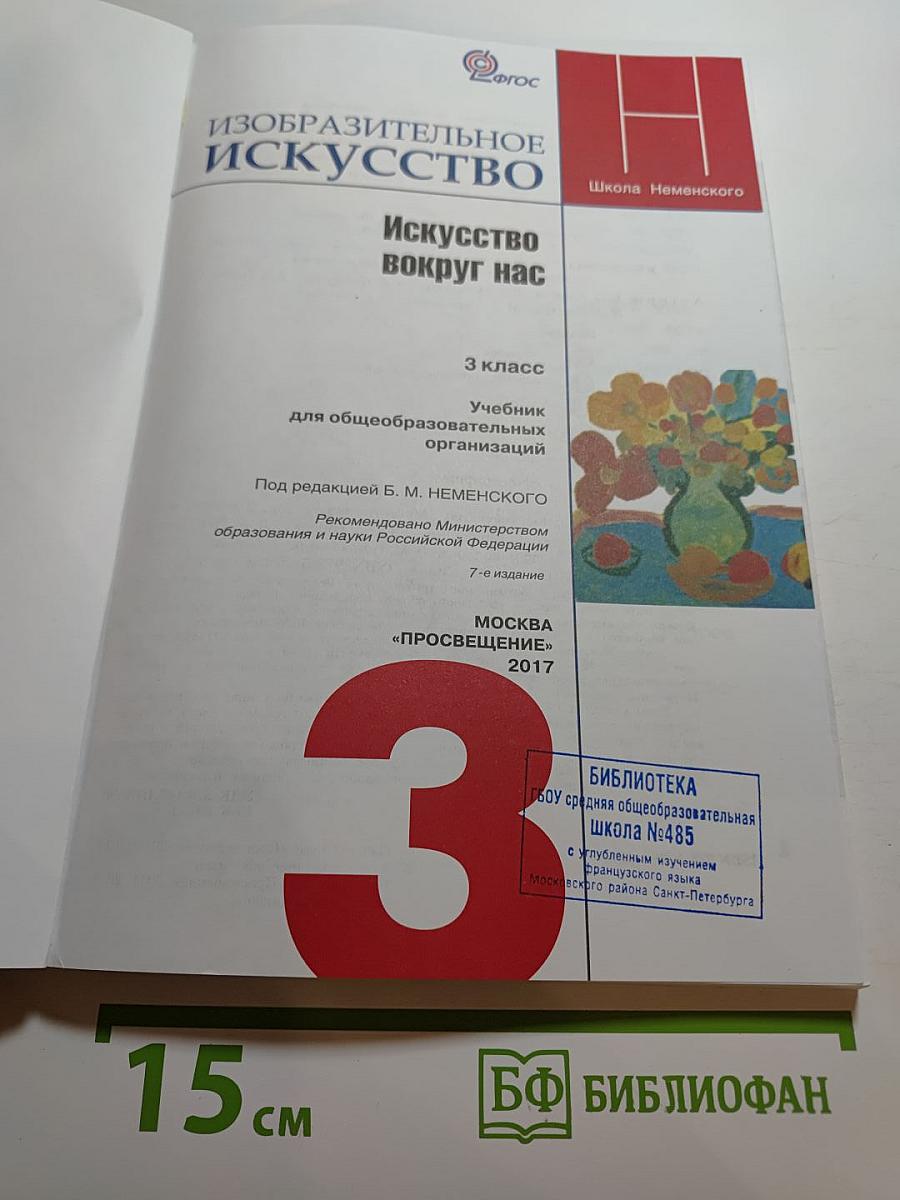 ФГОС
ИЗОБРАЗИТЕЛЬНОЕ
ИСКУССТВО
Н
Школа Неменского
Искусство
вокруг нас
3 класс
Учебник
для общеобразовательных
организаций
Под редакцией Б. М. НЕМЕНСКОГО
Рекомендовано Министерством
образования и науки Российской Федерации
7-е издание
МОСКВА
«ПРОСВЕЩЕНИЕ»
2017
3
БИБЛИОТЕКА
ГБОУ средняя общеобразовательная
школа №485
с углубленным изучением
французского языка
Московского района Санкт-Петербурга
15 см
БФ БИБЛИОФАН